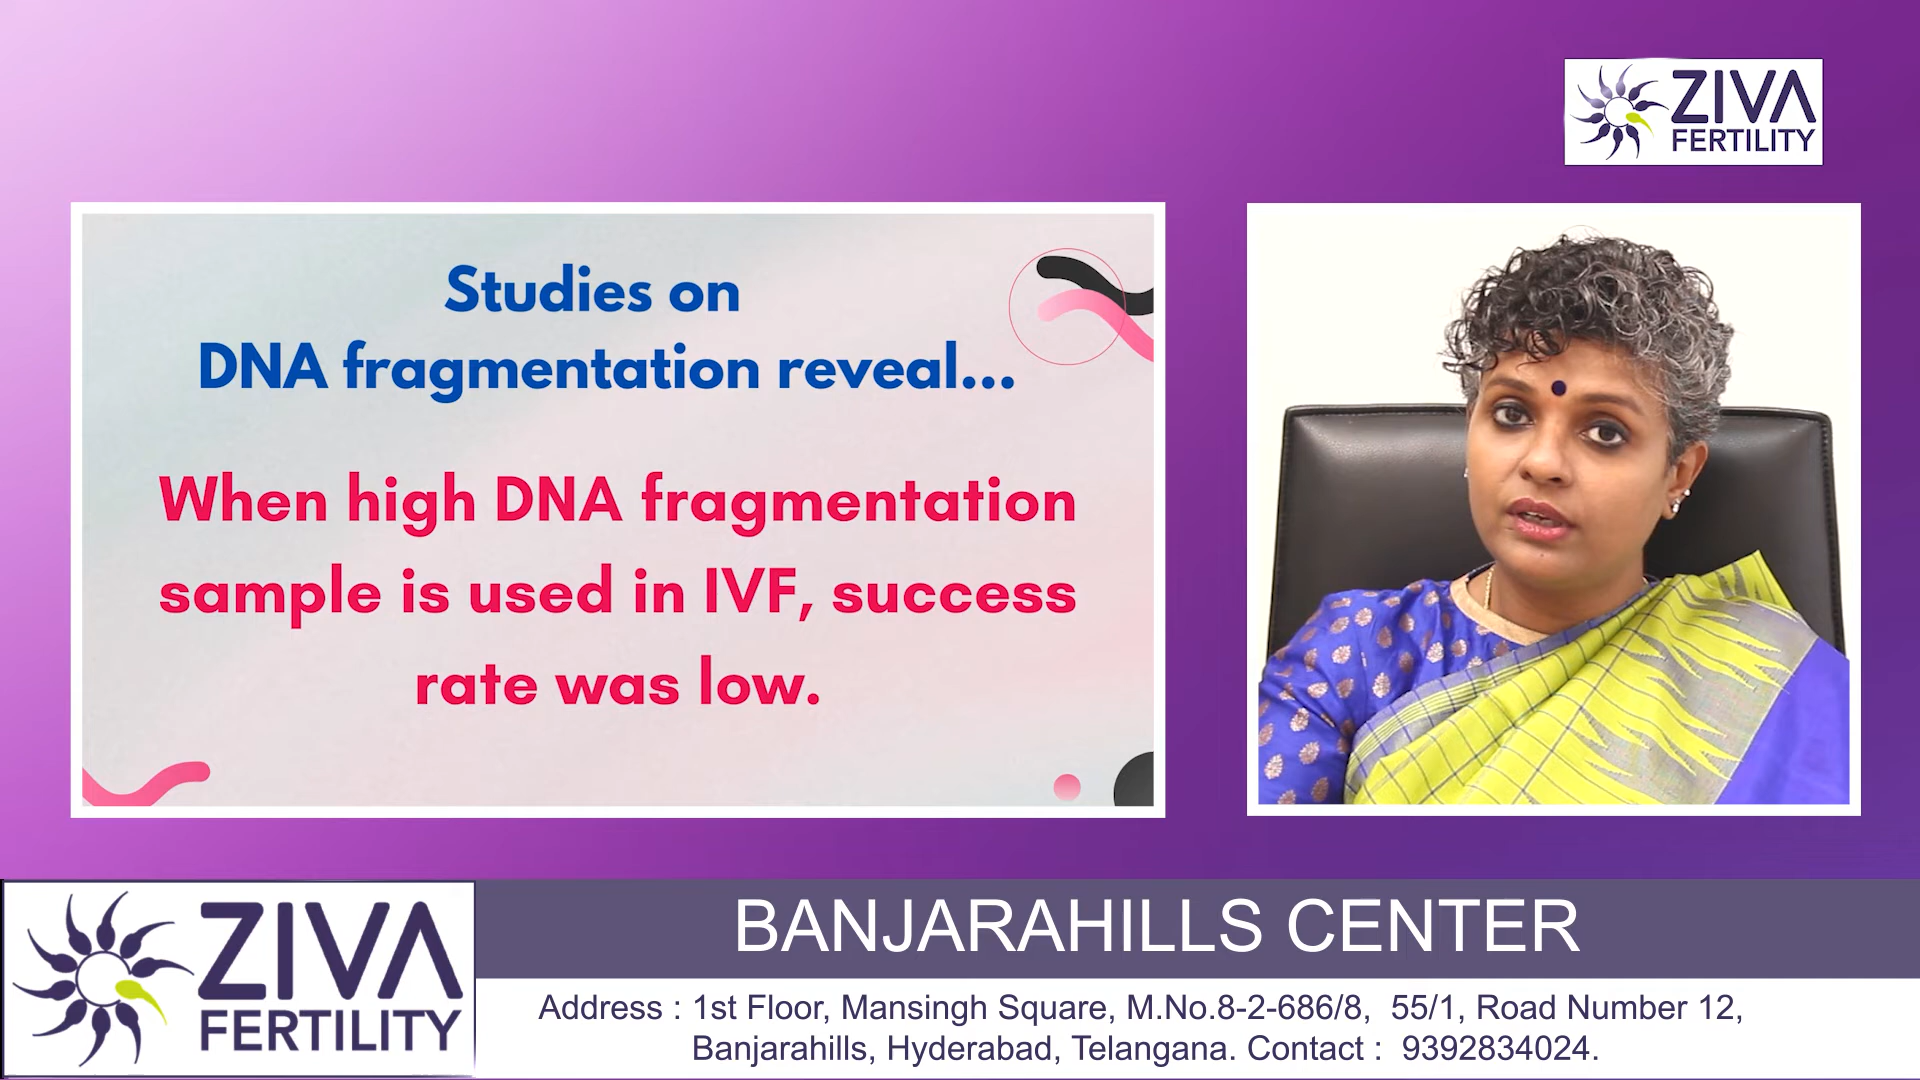 ZIVA
FERTILITY
Studies on
DNA fragmentation reveal...
When high DNA fragmentation
sample is used in IVF, success
rate was low.
ZIVA
FERTILITY
BANJARAHILLS CENTER
Address : 1st Floor, Mansingh Square, M.No.8-2-686/8, 55/1, Road Number 12,
Banjarahills, Hyderabad, Telangana. Contact : 9392834024.